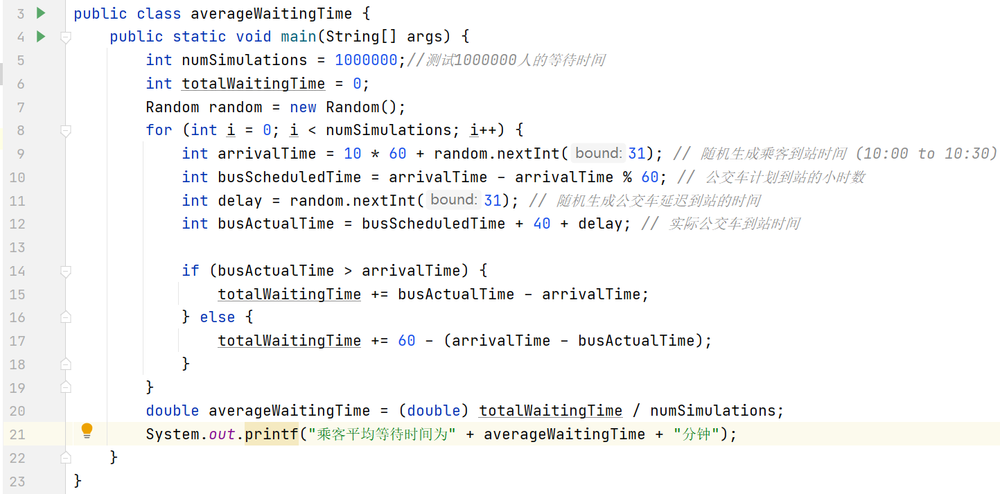 3 public class averageWaitingTime {
4 public static void main(String[] args) {
5 int numSimulations = 1000000;//测试1000000人的等待时间
6 int totalWaitingTime = 0;
7 Random random = new Random();
8 for (int i = 0; i < numSimulations; i++) {
9 int arrivalTime = 10 * 60 + random.nextInt( bound: 31); // 随机生成乘客到站时间 (10:00 to 10:30)
10 int busScheduledTime = arrivalTime - arrivalTime % 60; // 公交车计划到站的小时数
11 int delay = random.nextInt( bound: 31); // 随机生成公交车延迟到站的时间
12 int busActualTime = busScheduledTime + 40 + delay; // 实际公交车到站时间
13
14 if (busActualTime > arrivalTime) {
15 totalWaitingTime += busActualTime - arrivalTime;
16 } else {
17 totalWaitingTime += 60 - (arrivalTime - busActualTime);
18 }
19 }
20 double averageWaitingTime = (double) totalWaitingTime / numSimulations;
21 System.out.printf("乘客平均等待时间为" + averageWaitingTime + "分钟");
22 }
23 }